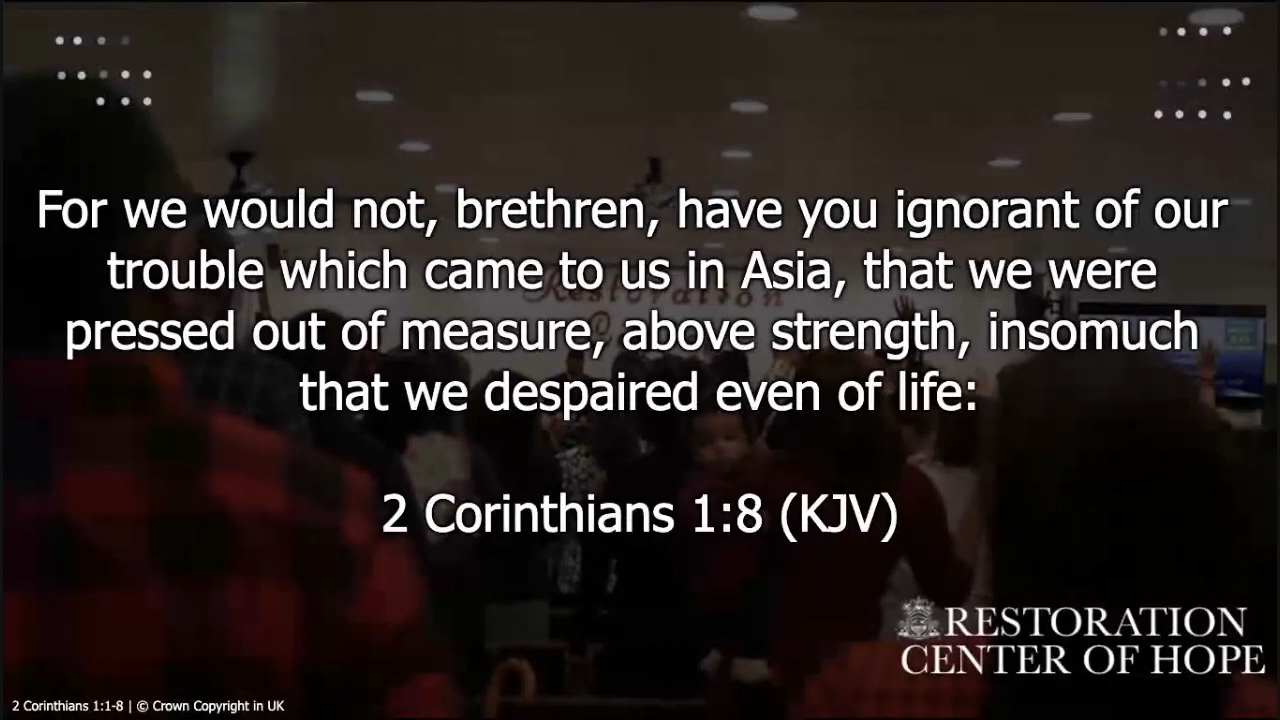 For we would not, brethren, have you ignorant of our
trouble which came to us in Asia, that we were
pressed out of measure, above strength, insomuch
that we despaired even of life:
2 Corinthians 1:8 (KJV)
Restoration
RESTORATION
CENTER OF HOPE
2 Corinthians 1:1-8 | © Crown Copyright in UK